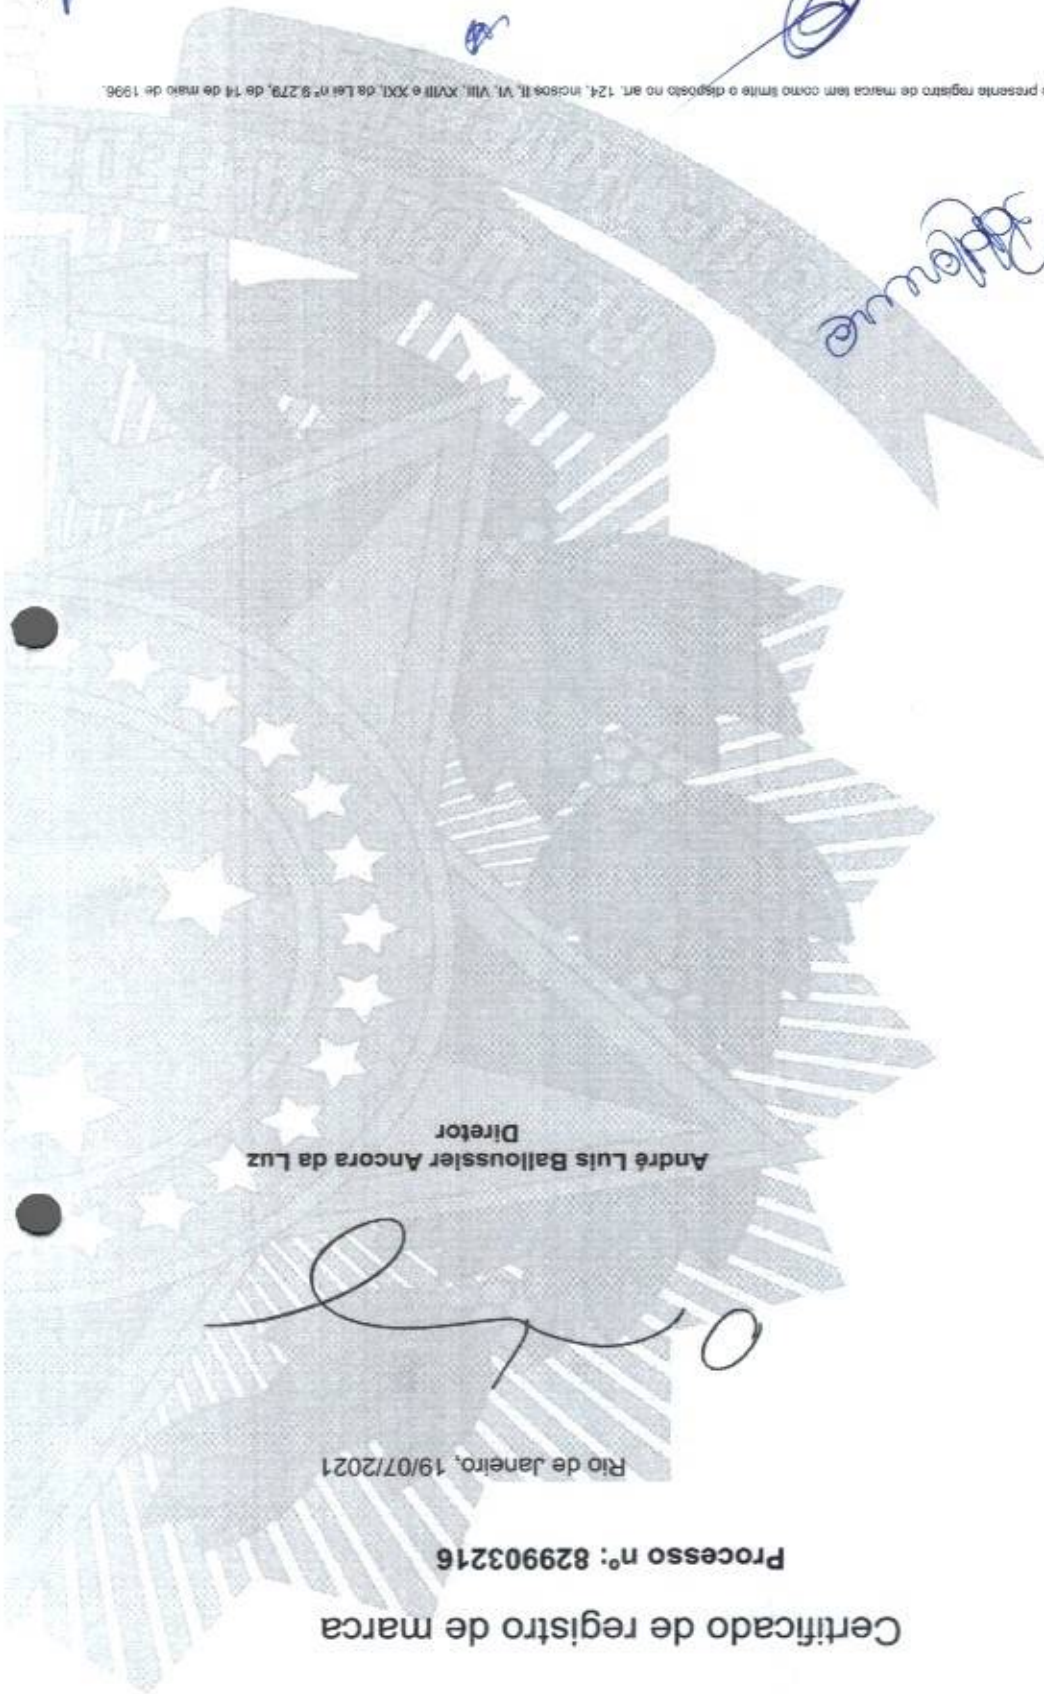 Certificado de registro de marca
Processo nº: 829903216
Rio de Janeiro, 19/07/2021
André Luis Balloussier Ancora da Luz
Diretor
presente registro de marca tem como limite o disposto no art. 124, incisos II, VI, VIII, XVIII e XXI, da Lei nº 9.279, de 14 de maio de 1996.